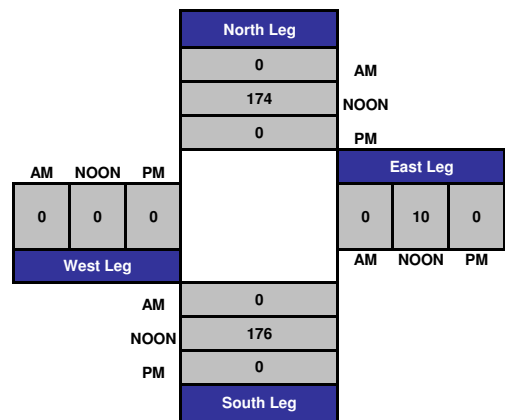 North Leg
0 AM
174 NOON
0 PM
AM NOON PM
East Leg
0 0 0
0 10 0
West Leg
AM NOON PM
AM 0
NOON 176
PM 0
South Leg